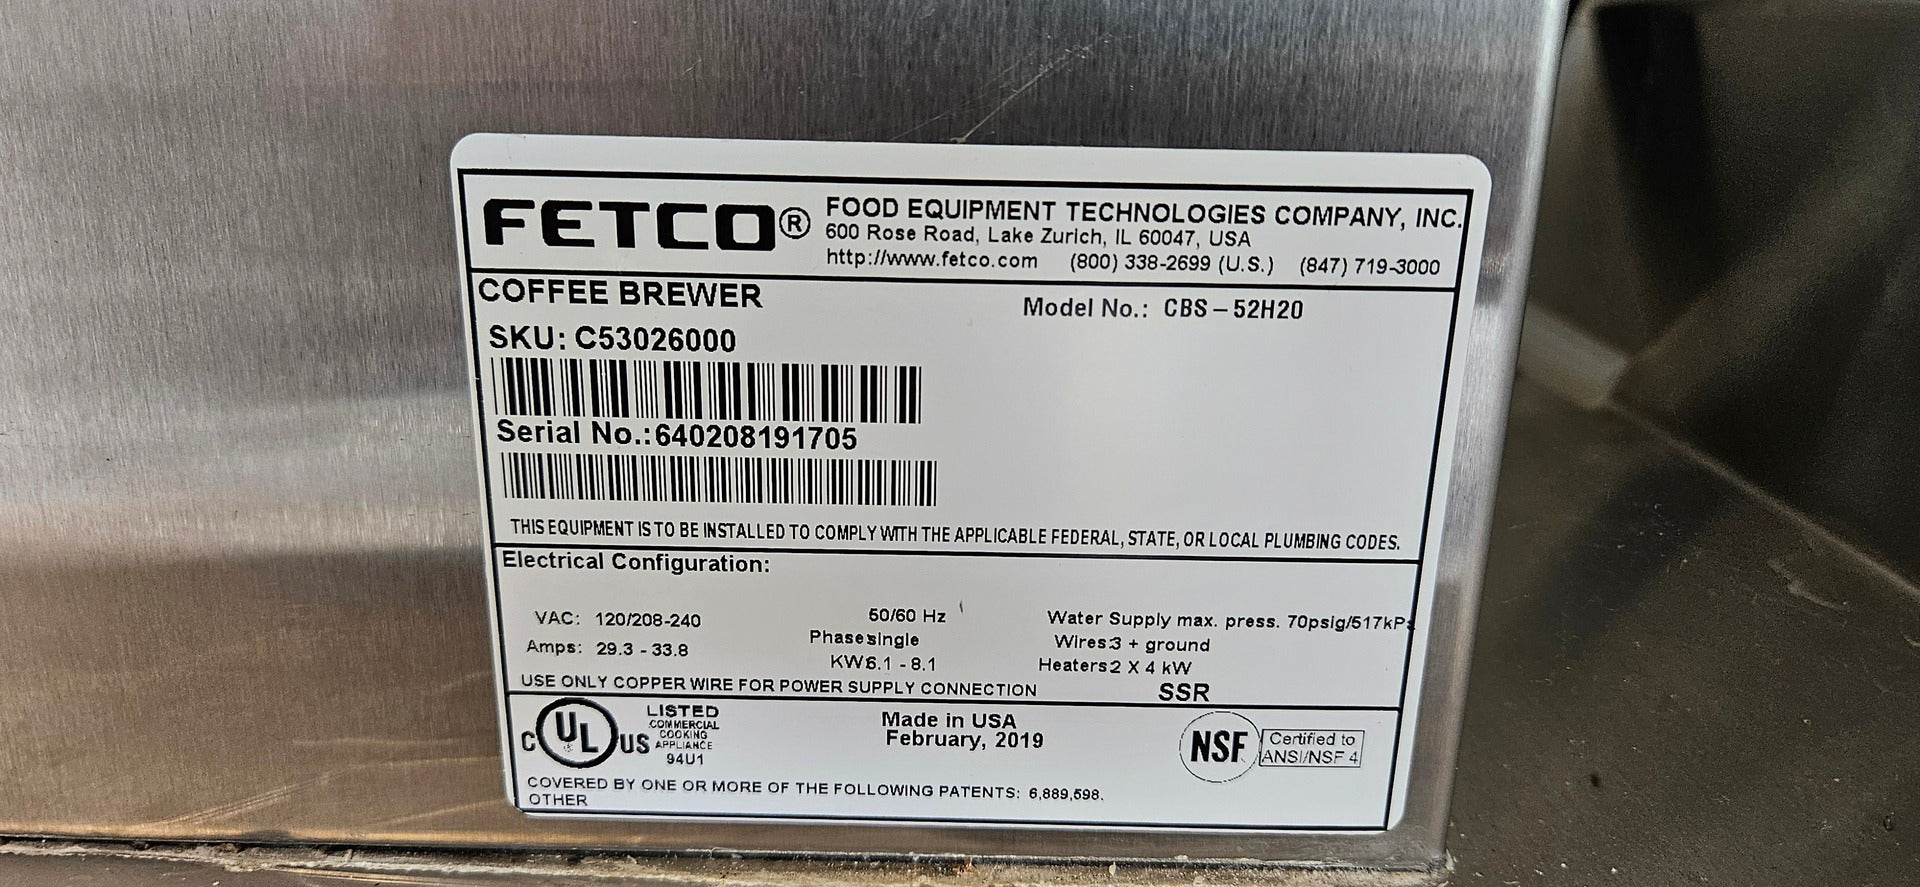 FETCO® FOOD EQUIPMENT TECHNOLOGIES COMPANY, INC.
600 Rose Road, Lake Zurich, IL 60047, USA
http://www.fetco.com (800) 338-2699 (U.S.) (847) 719-3000
COFFEE BREWER
Model No.: CBS - 52H20
SKU: C53026000
Serial No.:640208191705
THIS EQUIPMENT IS TO BE INSTALLED TO COMPLY WITH THE APPLICABLE FEDERAL, STATE, OR LOCAL PLUMBING CODES.
Electrical Configuration:
VAC: 120/208-240 50/60 Hz Water Supply max. press. 70psig/517kPa
Amps: 29.3 - 33.8 Phase single Wires3 + ground
KW6.1 - 8.1 Heaters2 X 4 kW
USE ONLY COPPER WIRE FOR POWER SUPPLY CONNECTION SSR
C UL US
LISTED
COMMERCIAL
COOKING
APPLIANCE
94U1
Made in USA
February, 2019
NSF
Certified to
ANSI/NSF 4
COVERED BY ONE OR MORE OF THE FOLLOWING PATENTS: 6,889,598.
OTHER